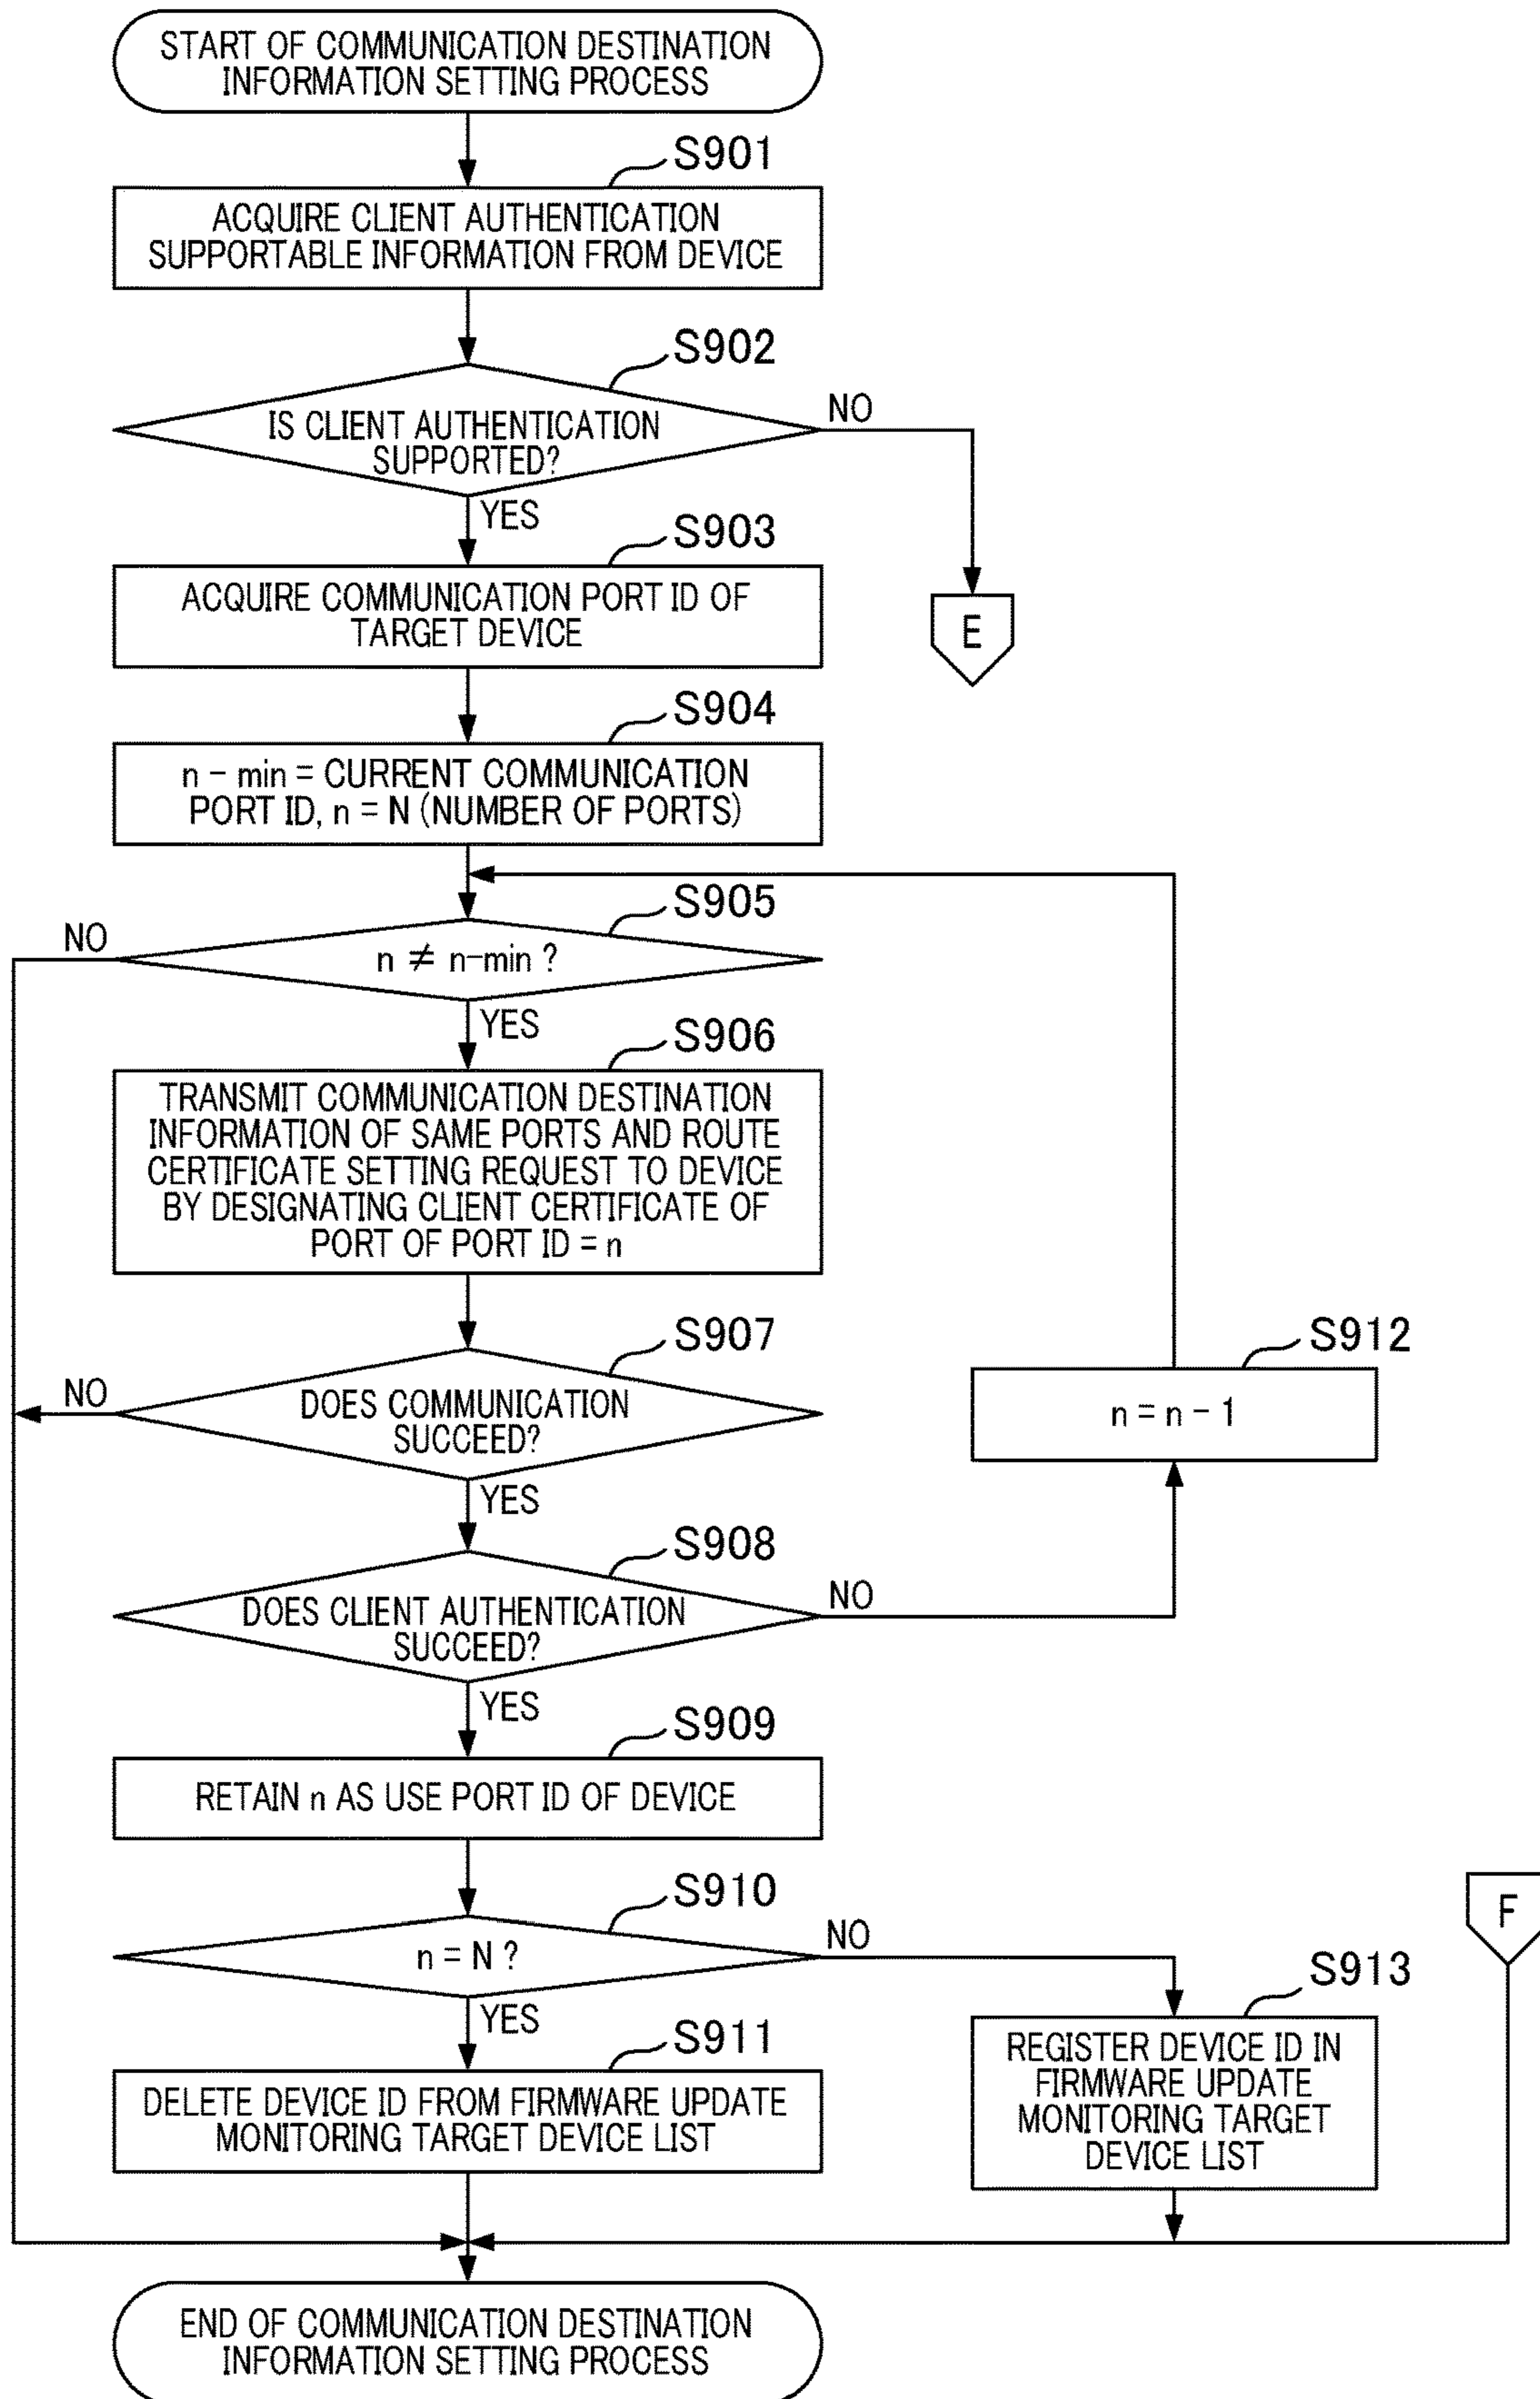 START OF COMMUNICATION DESTINATION
INFORMATION SETTING PROCESS
S901
ACQUIRE CLIENT AUTHENTICATION
SUPPORTABLE INFORMATION FROM DEVICE
S902
IS CLIENT AUTHENTICATION
SUPPORTED?
NO
YES
E
S903
ACQUIRE COMMUNICATION PORT ID OF
TARGET DEVICE
S904
n - min = CURRENT COMMUNICATION
PORT ID, n = N (NUMBER OF PORTS)
S905
n ≠ n-min ?
NO
YES
S906
TRANSMIT COMMUNICATION DESTINATION
INFORMATION OF SAME PORTS AND ROUTE
CERTIFICATE SETTING REQUEST TO DEVICE
BY DESIGNATING CLIENT CERTIFICATE OF
PORT OF PORT ID = n
S907
DOES COMMUNICATION
SUCCEED?
NO
YES
S912
n = n - 1
S908
DOES CLIENT AUTHENTICATION
SUCCEED?
NO
YES
S909
RETAIN n AS USE PORT ID OF DEVICE
S910
n = N ?
NO
YES
F
S913
REGISTER DEVICE ID IN
FIRMWARE UPDATE
MONITORING TARGET
DEVICE LIST
S911
DELETE DEVICE ID FROM FIRMWARE UPDATE
MONITORING TARGET DEVICE LIST
END OF COMMUNICATION DESTINATION
INFORMATION SETTING PROCESS